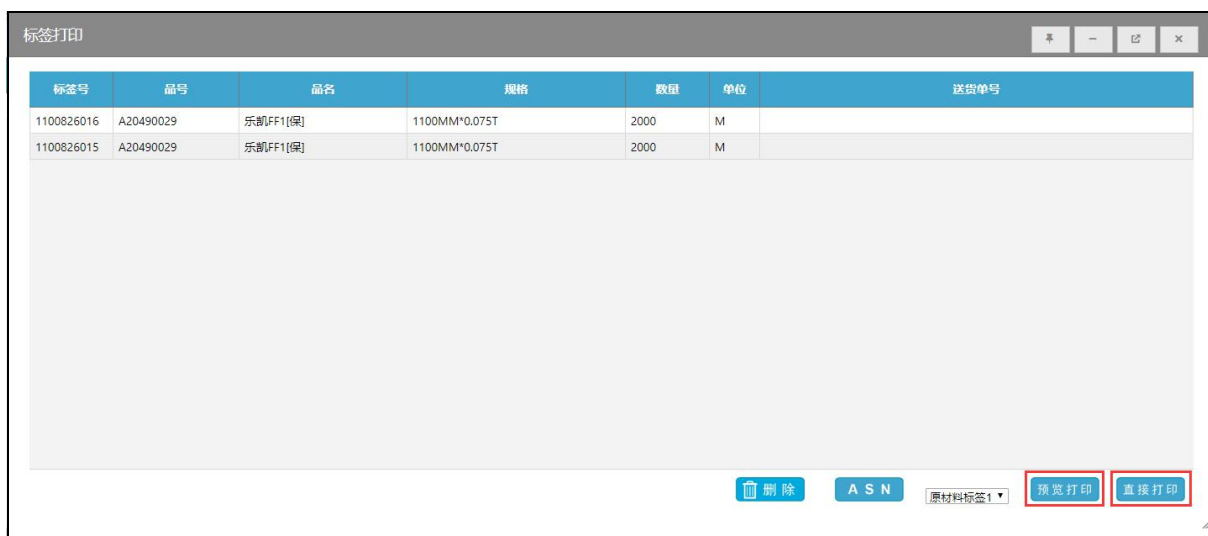 标签打印
标签号 品号 品名 规格 数量 单位 送货单号
1100826016 A20490029 乐凯FF1[保] 1100MM*0.075T 2000 M
1100826015 A20490029 乐凯FF1[保] 1100MM*0.075T 2000 M
删除 ASN 原材料标签1 预览打印 直接打印